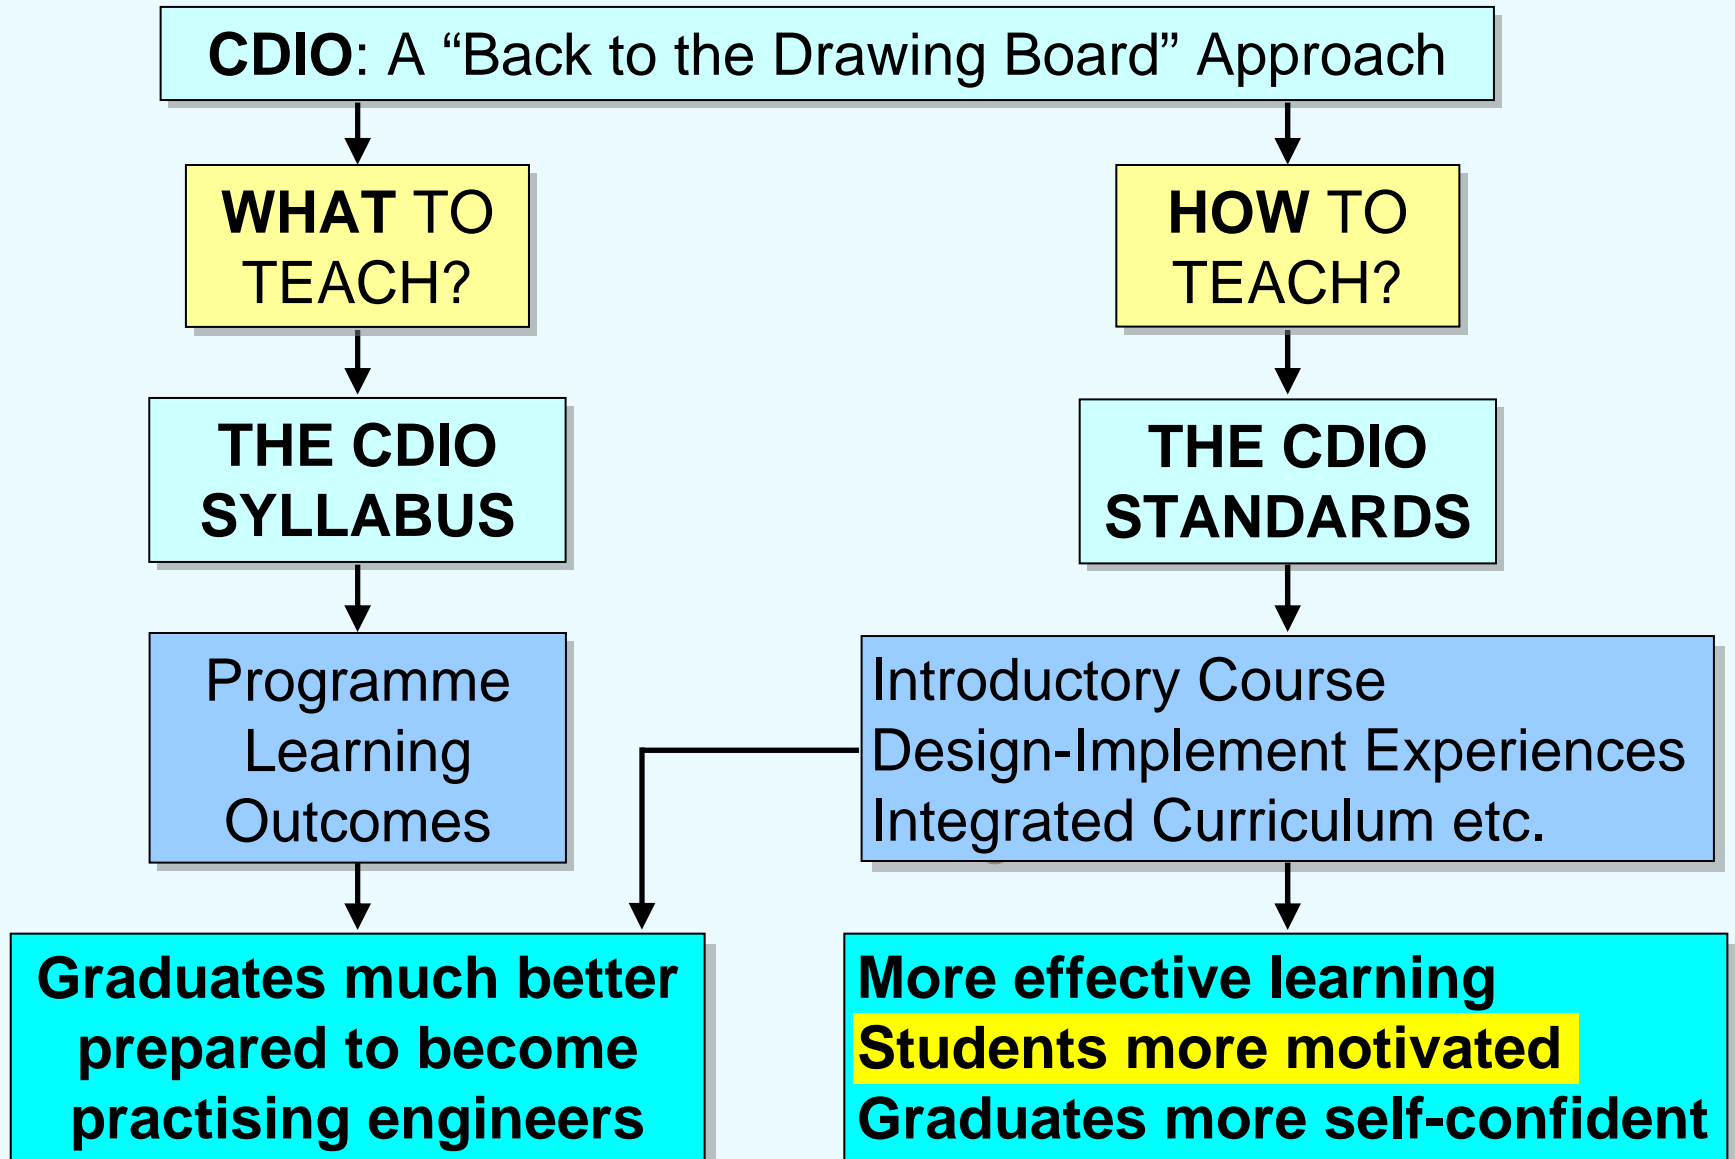 CDIO: A “Back to the Drawing Board” Approach
WHAT TO
TEACH?
HOW TO
TEACH?
THE CDIO
SYLLABUS
THE CDIO
STANDARDS
Programme
Learning
Outcomes
Introductory Course
Design-Implement Experiences
Integrated Curriculum etc.
Graduates much better
prepared to become
practising engineers
More effective learning
Students more motivated
Graduates more self-confident